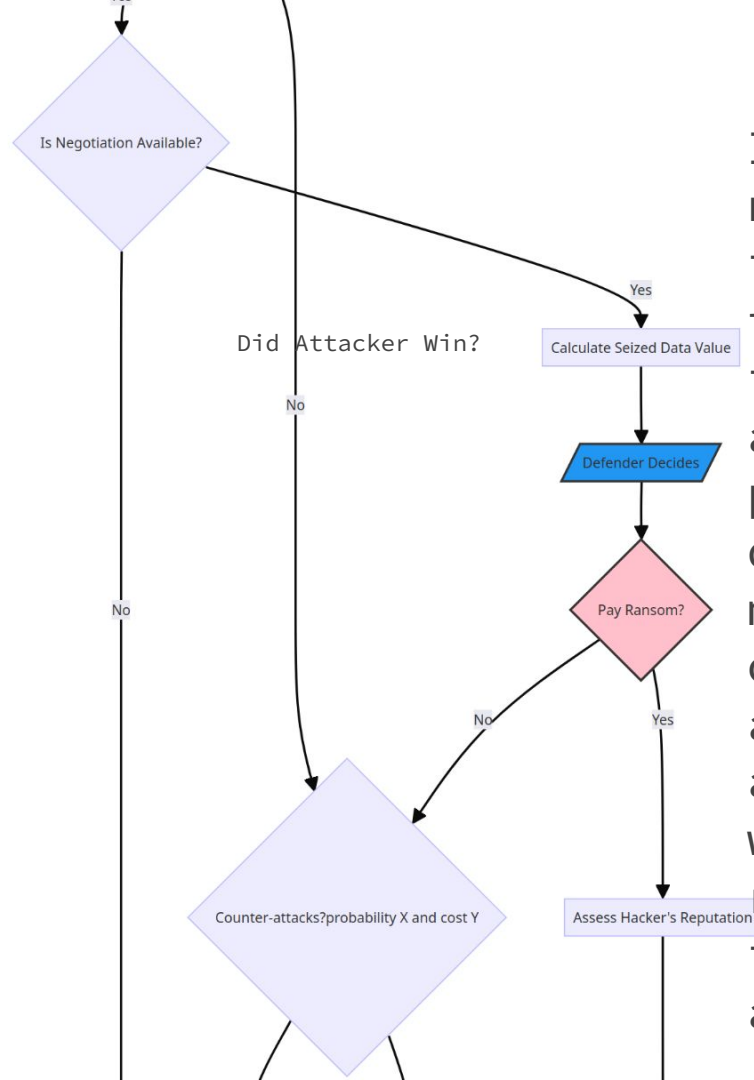 Yes
Is Negotiation Available?
Yes
Calculate Seized Data Value
Did Attacker Win?
No
Defender Decides
No
Pay Ransom?
No
Yes
Counter-attacks?probability X and cost Y
Assess Hacker's Reputation